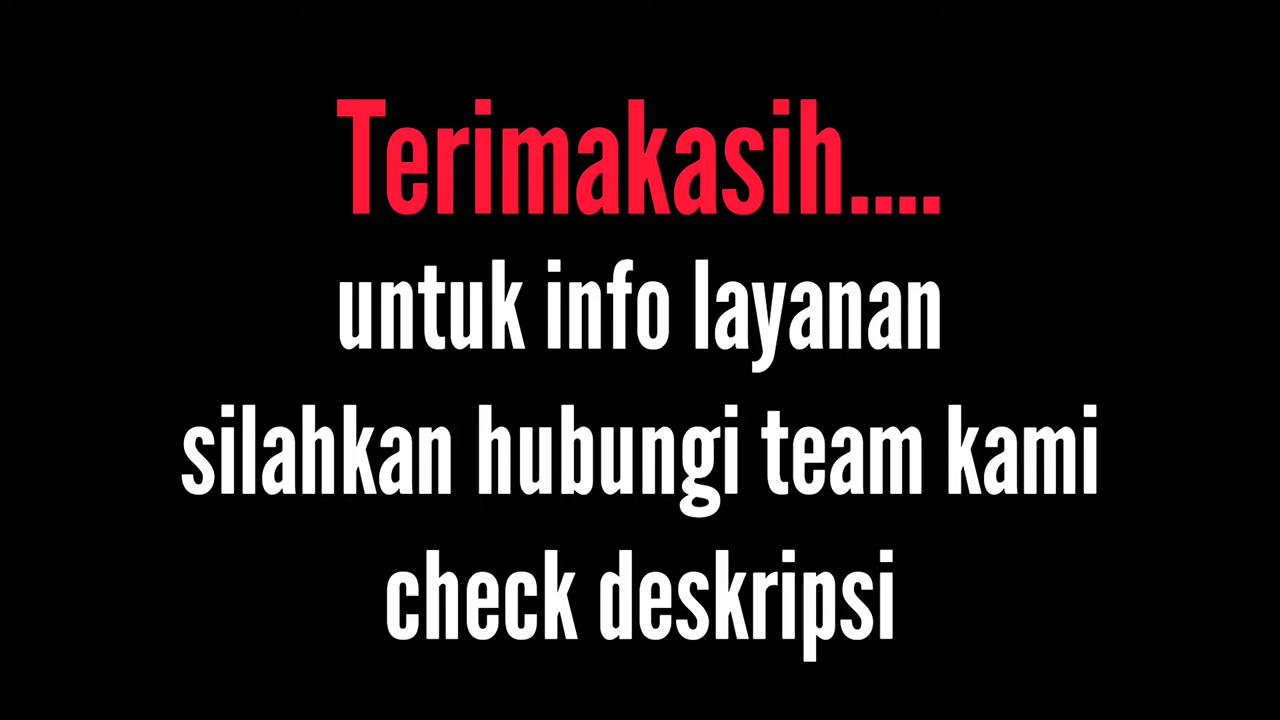 Terimakasih....
untuk info layanan
silahkan hubungi team kami
check deskripsi